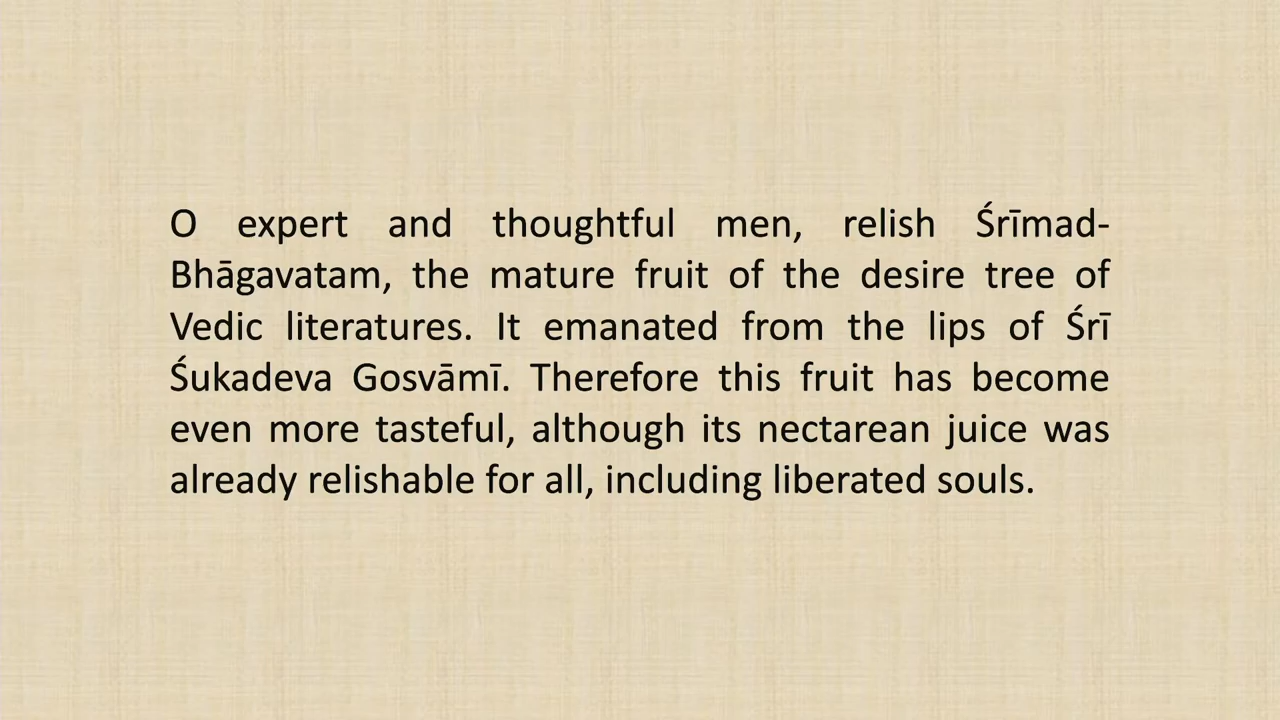 O expert and thoughtful men, relish Śrīmad-
Bhāgavatam, the mature fruit of the desire tree of
Vedic literatures. It emanated from the lips of Śrī
Śukadeva Gosvāmī. Therefore this fruit has become
even more tasteful, although its nectarean juice was
already relishable for all, including liberated souls.